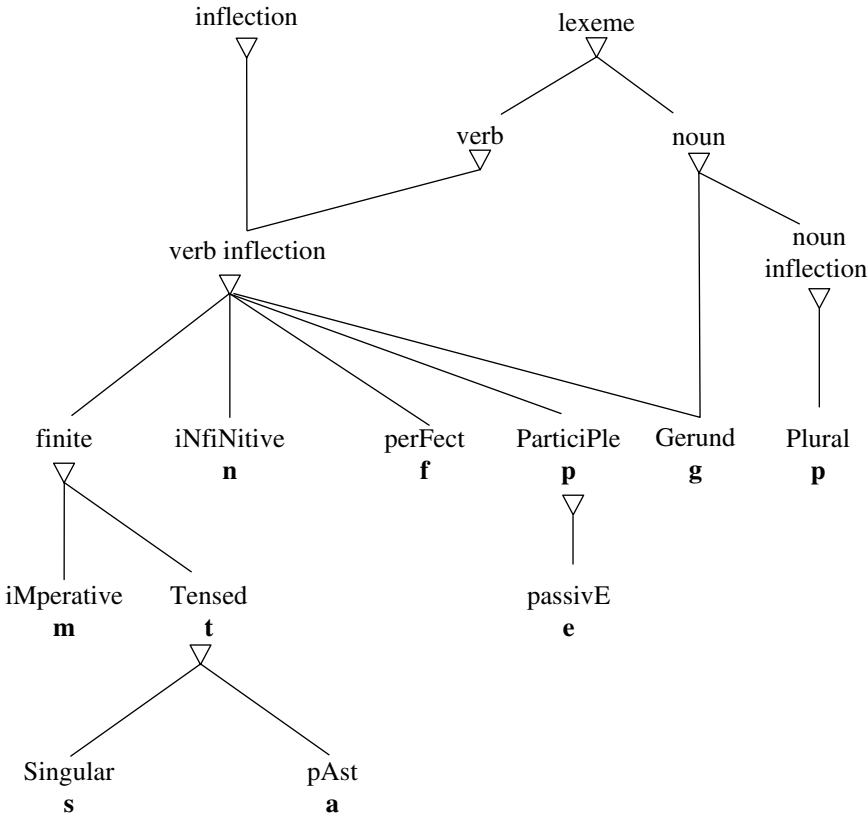 inflection
lexeme
verb
noun
verb inflection
noun
inflection
finite
iNfiNitive
n
perFect
f
ParticiPle
p
Gerund
g
Plural
p
iMperative
m
Tensed
t
passivE
e
Singular
s
pAst
a